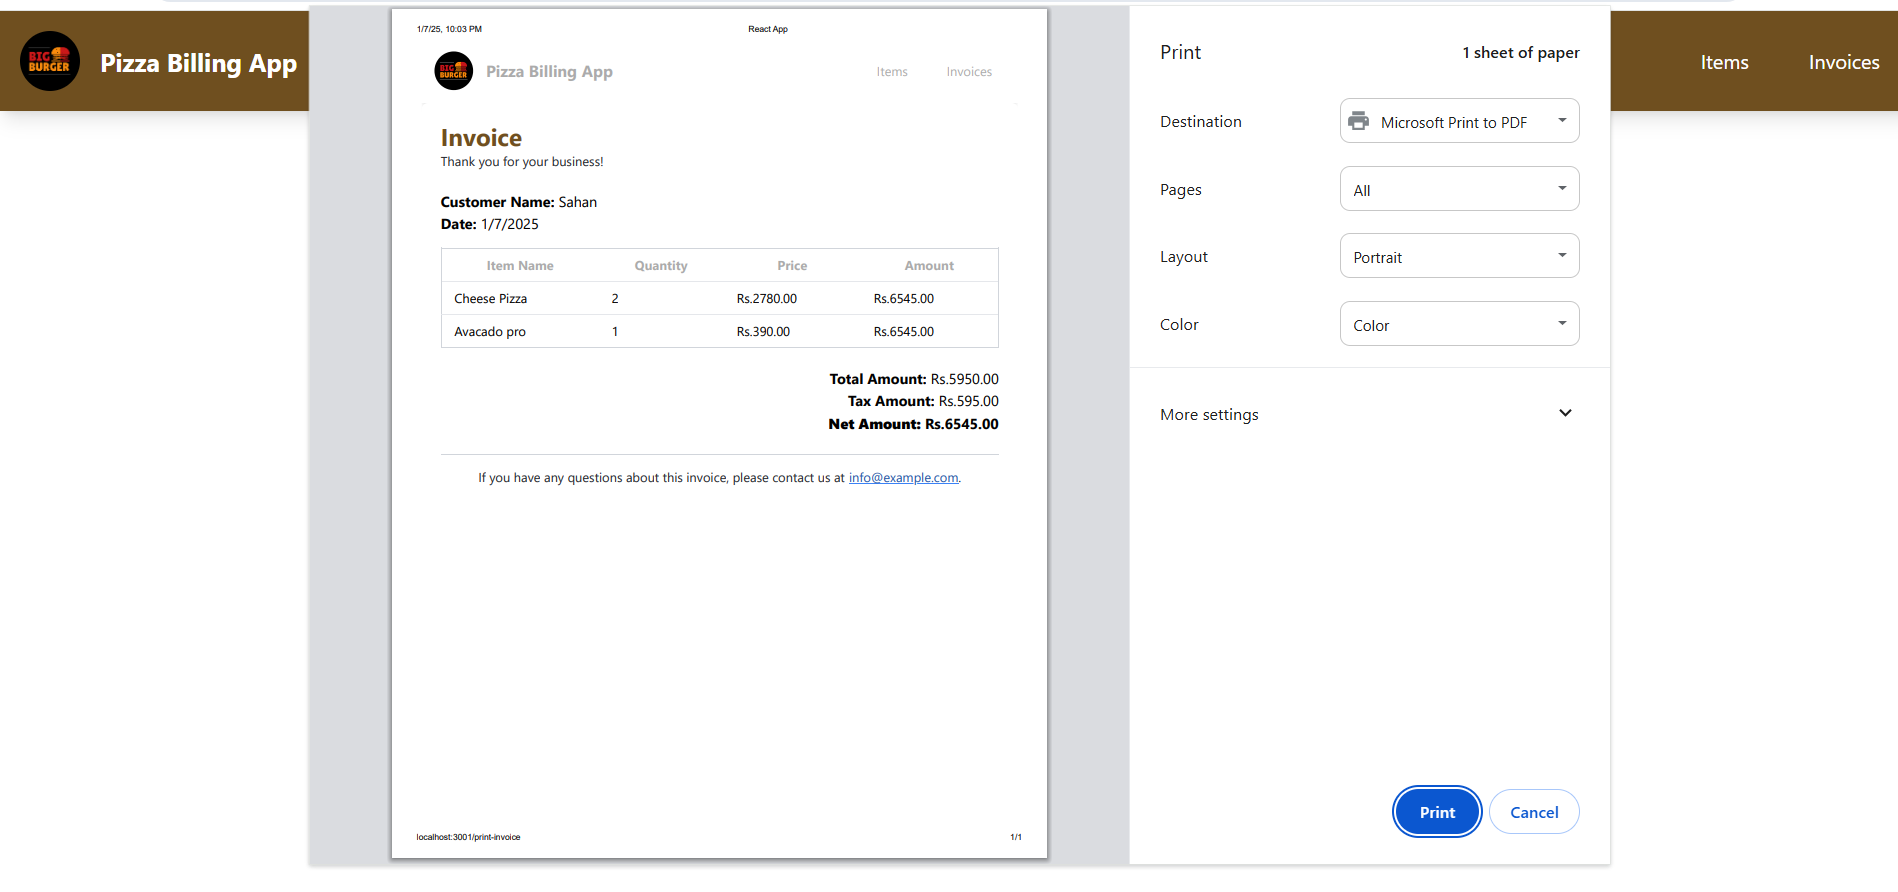 BIG BURGER
Pizza Billing App
Items
Invoices
1/7/25, 10:03 PM
React App
BIG BURGER
Pizza Billing App
Items
Invoices
Invoice
Thank you for your business!
Customer Name: Sahan
Date: 1/7/2025
Item Name Quantity Price Amount
Cheese Pizza 2 Rs.2780.00 Rs.6545.00
Avacado pro 1 Rs.390.00 Rs.6545.00
Total Amount: Rs.5950.00
Tax Amount: Rs.595.00
Net Amount: Rs.6545.00
If you have any questions about this invoice, please contact us at info@example.com.
localhost:3001/print-invoice
1/1
Print
1 sheet of paper
Destination
Microsoft Print to PDF
Pages
All
Layout
Portrait
Color
Color
More settings
Print
Cancel